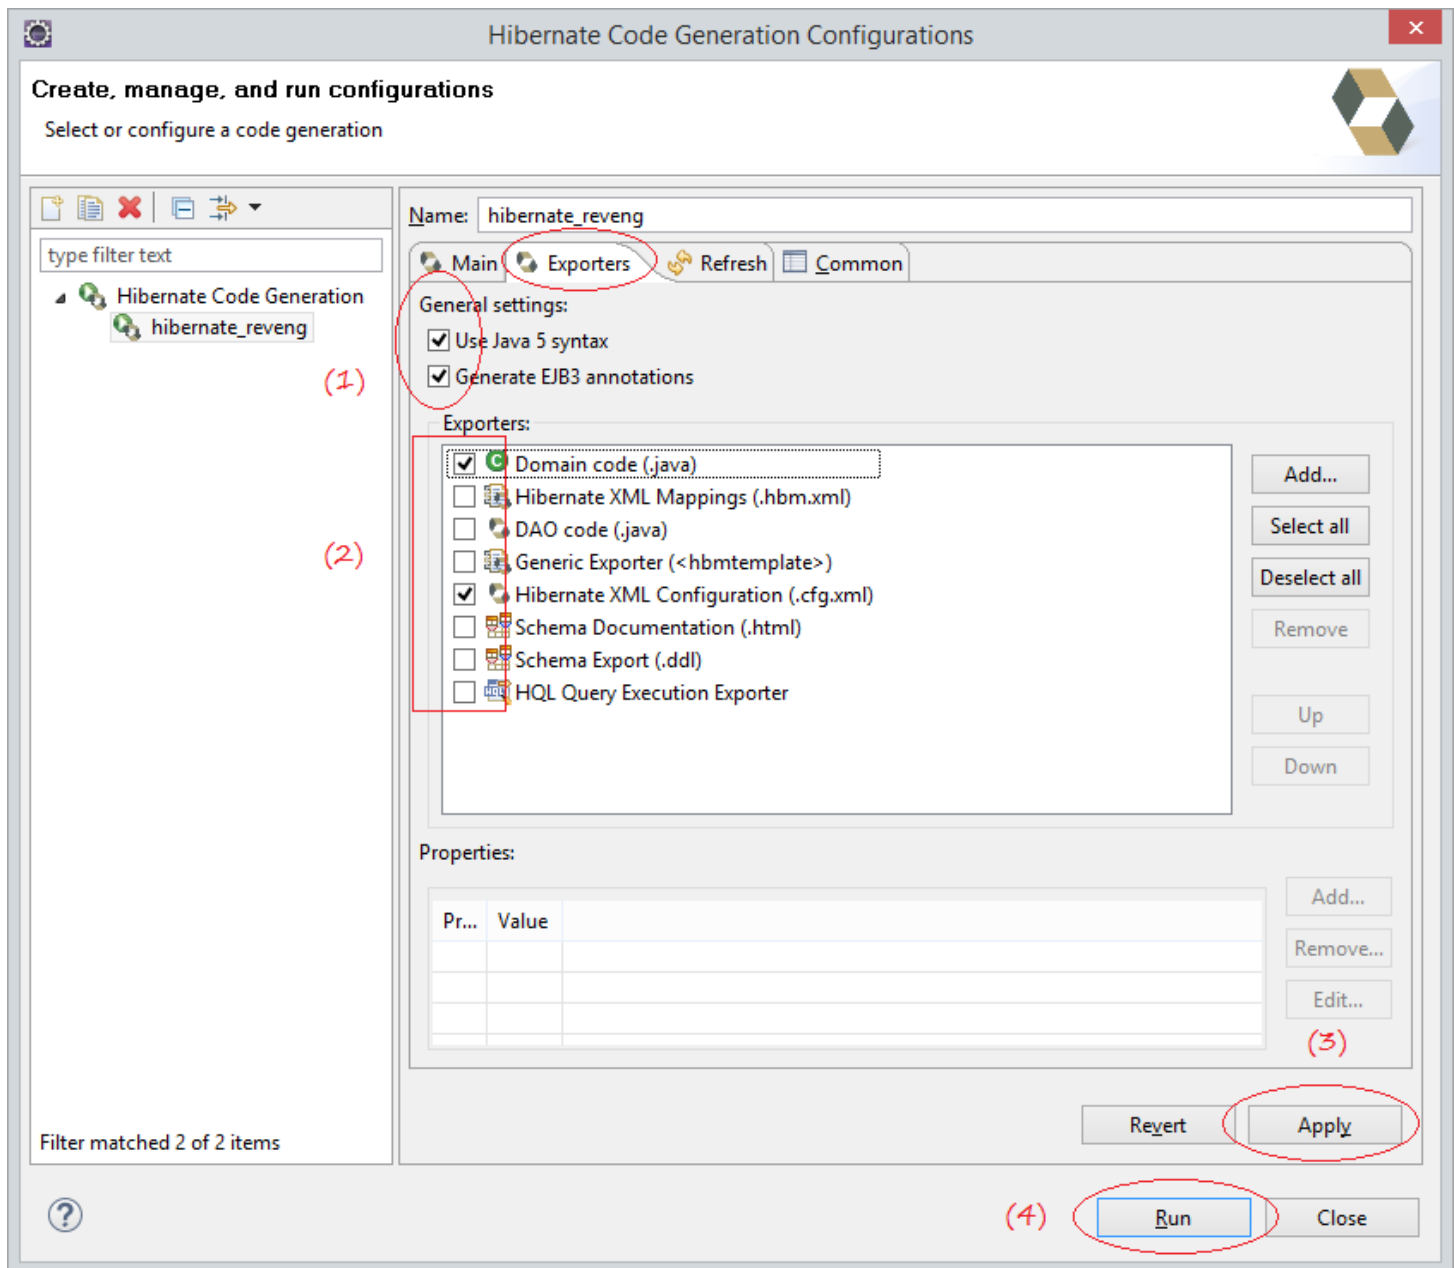 Hibernate Code Generation Configurations
Create, manage, and run configurations
Select or configure a code generation
type filter text
Hibernate Code Generation
hibernate_reveng
(1)
(2)
Filter matched 2 of 2 items
Name: hibernate_reveng
Main Exporters Refresh Common
General settings:
Use Java 5 syntax
Generate EJB3 annotations
Exporters:
Domain code (.java)
Hibernate XML Mappings (.hbm.xml)
DAO code (.java)
Generic Exporter (<hbmtemplate>)
Hibernate XML Configuration (.cfg.xml)
Schema Documentation (.html)
Schema Export (.ddl)
HQL Query Execution Exporter
Add...
Select all
Deselect all
Remove
Up
Down
Properties:
Pr... Value
Add...
Remove...
Edit...
(3)
Revert Apply
(4) Run Close